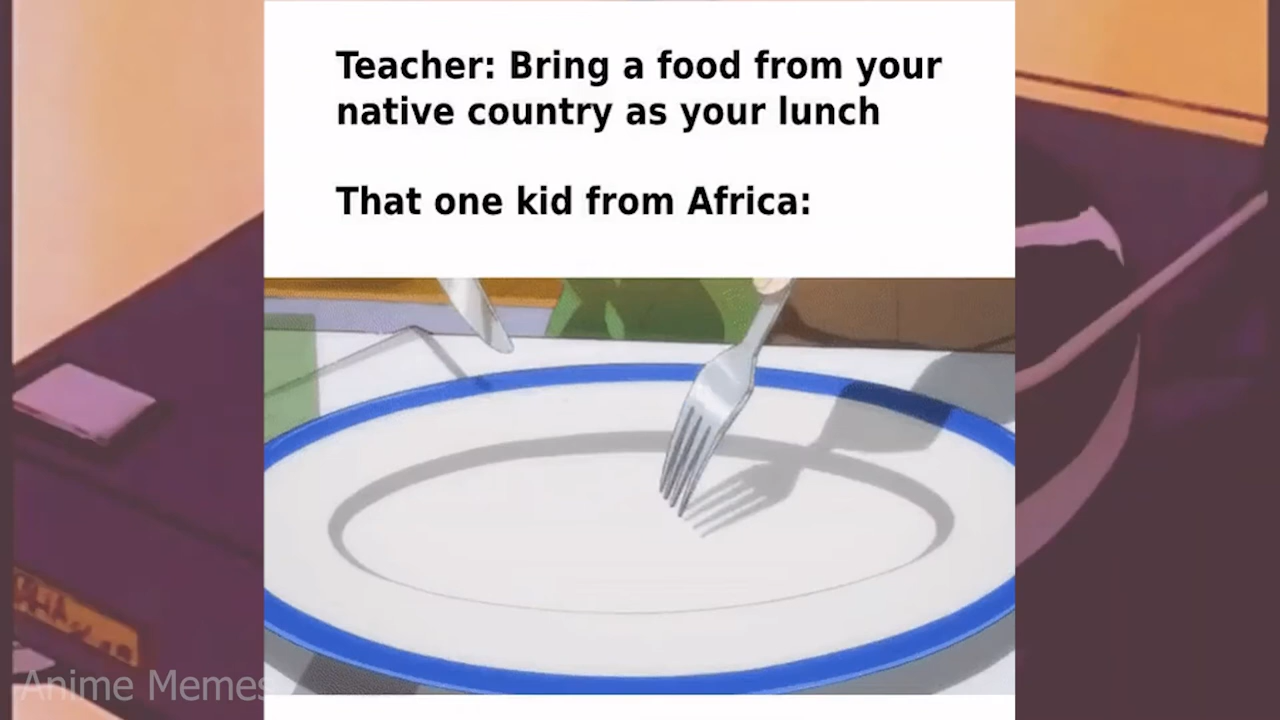 Teacher: Bring a food from your
native country as your lunch
That one kid from Africa:
Anime Memes